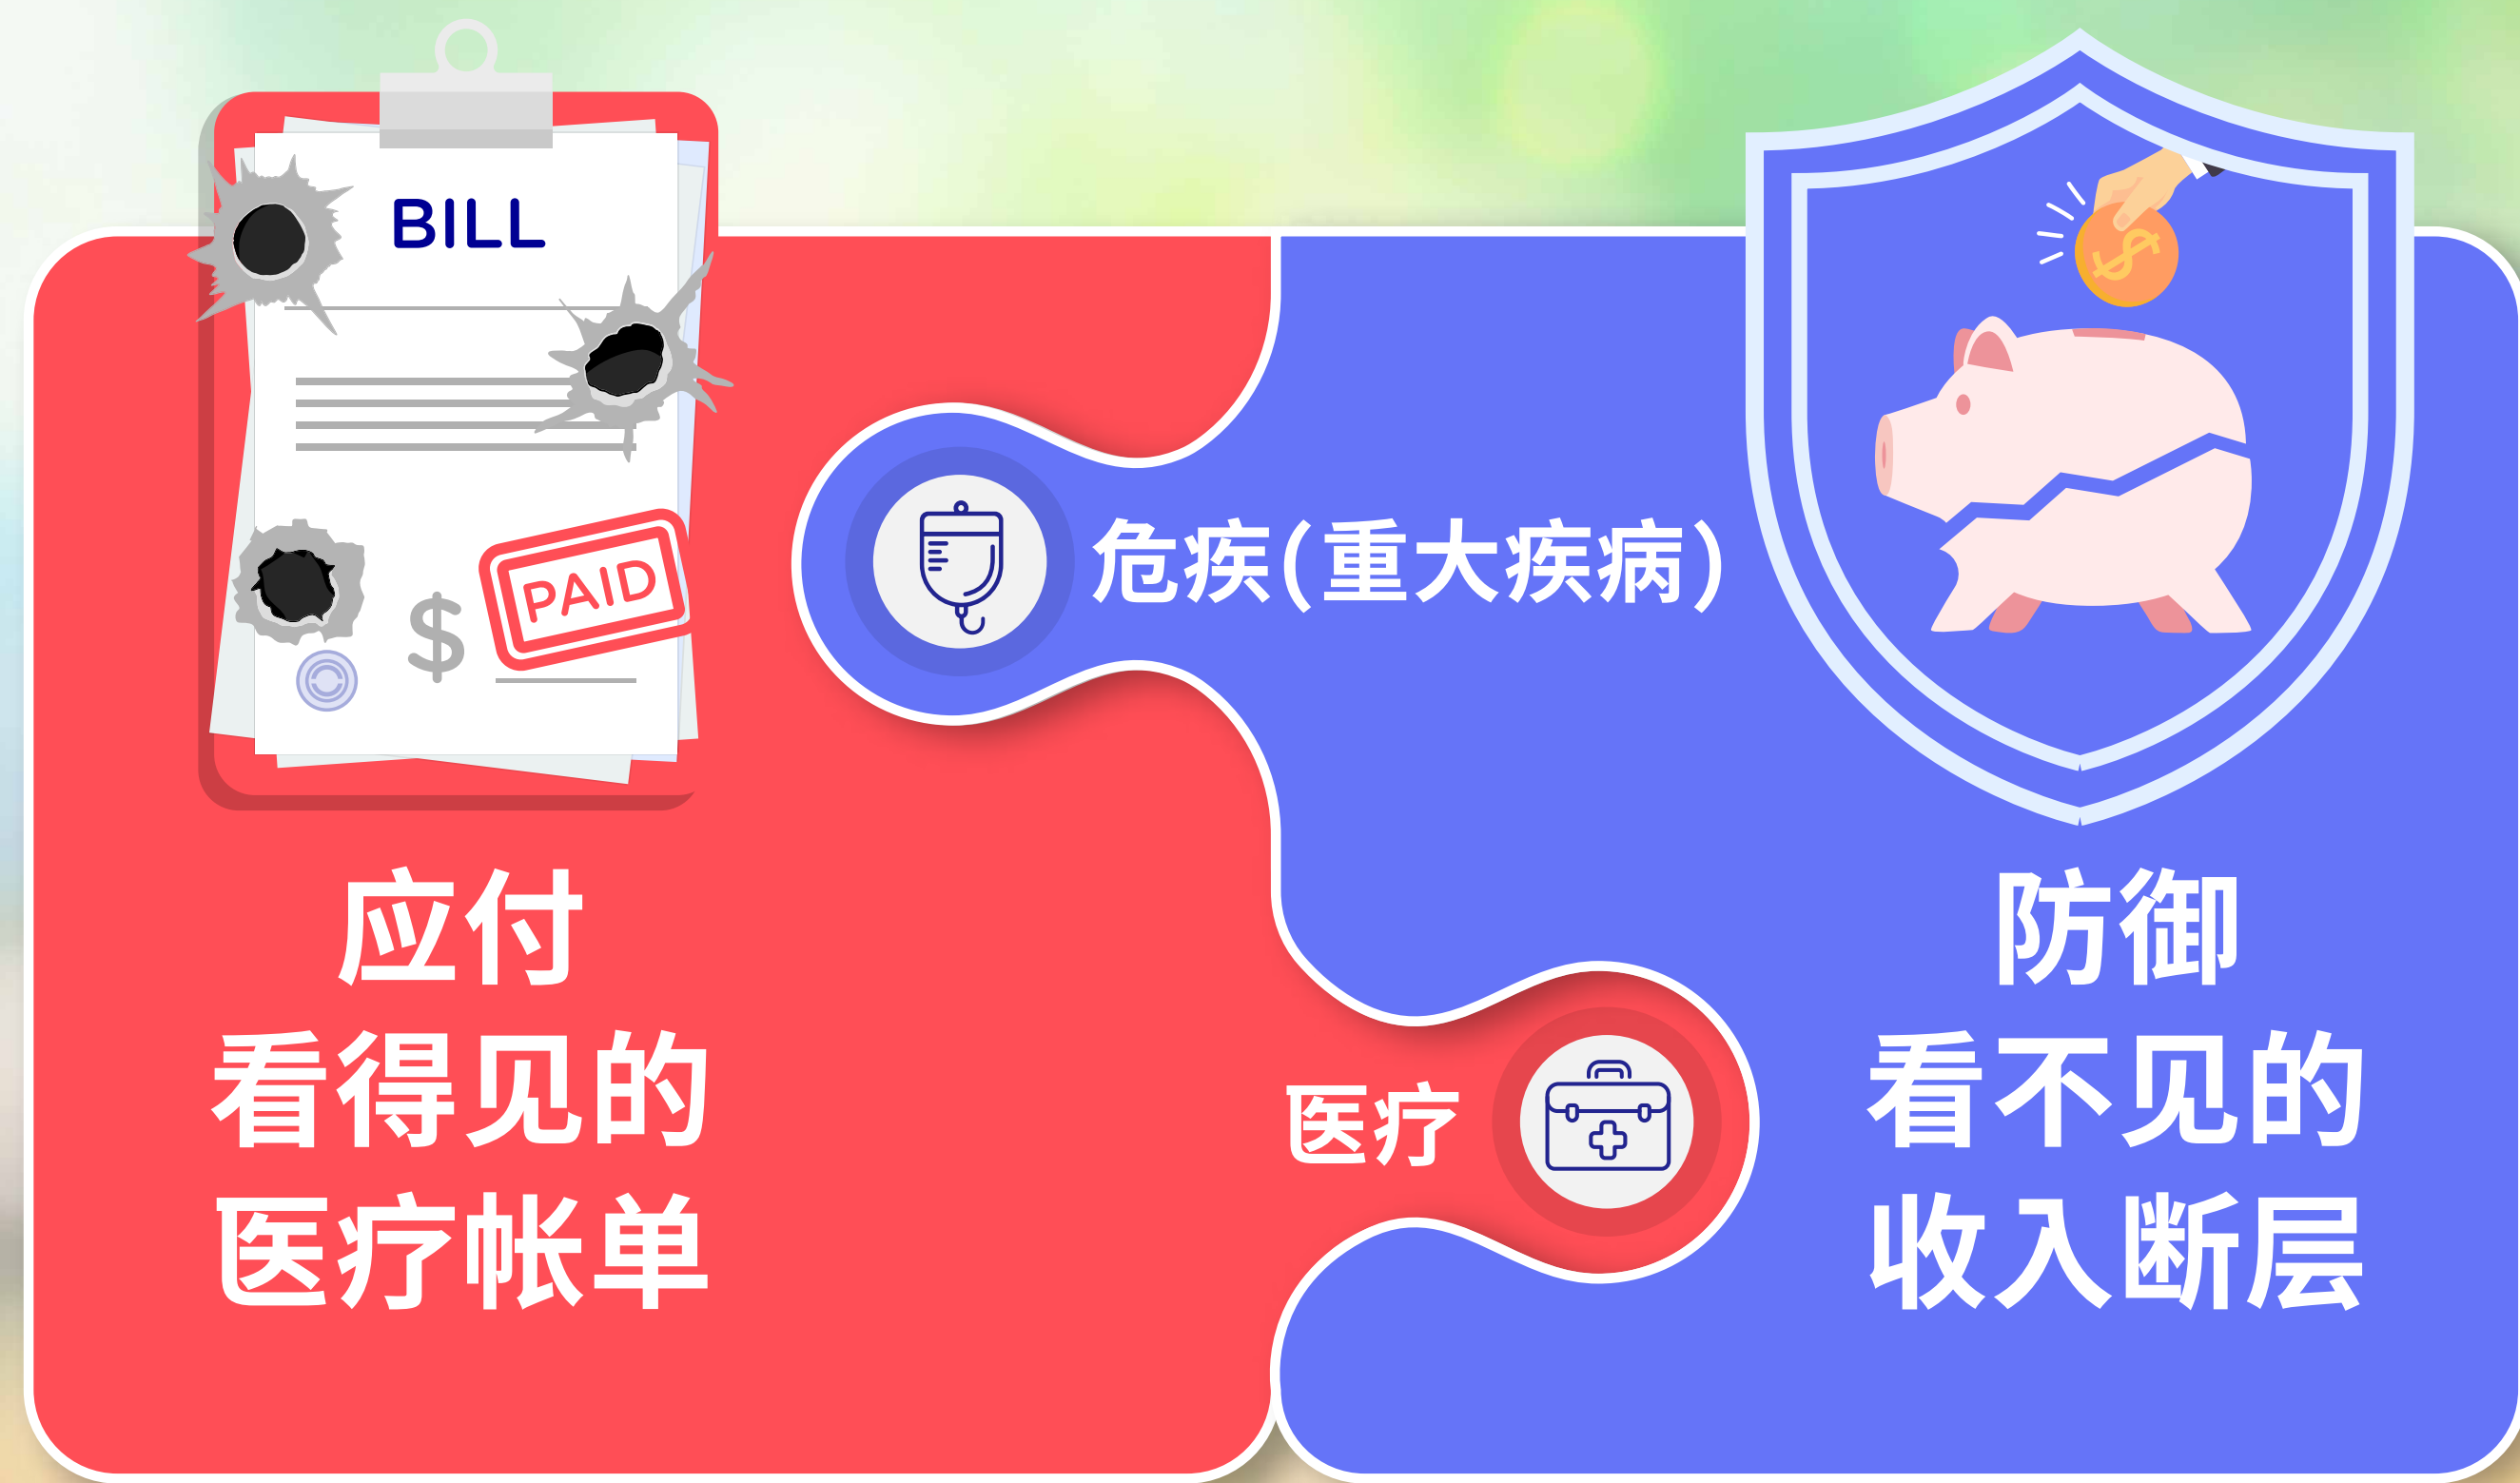 BILL
$
PAID
$
危疾(重大疾病)
医疗
应付
看得见的
医疗帐单
防御
看不见的
收入断层